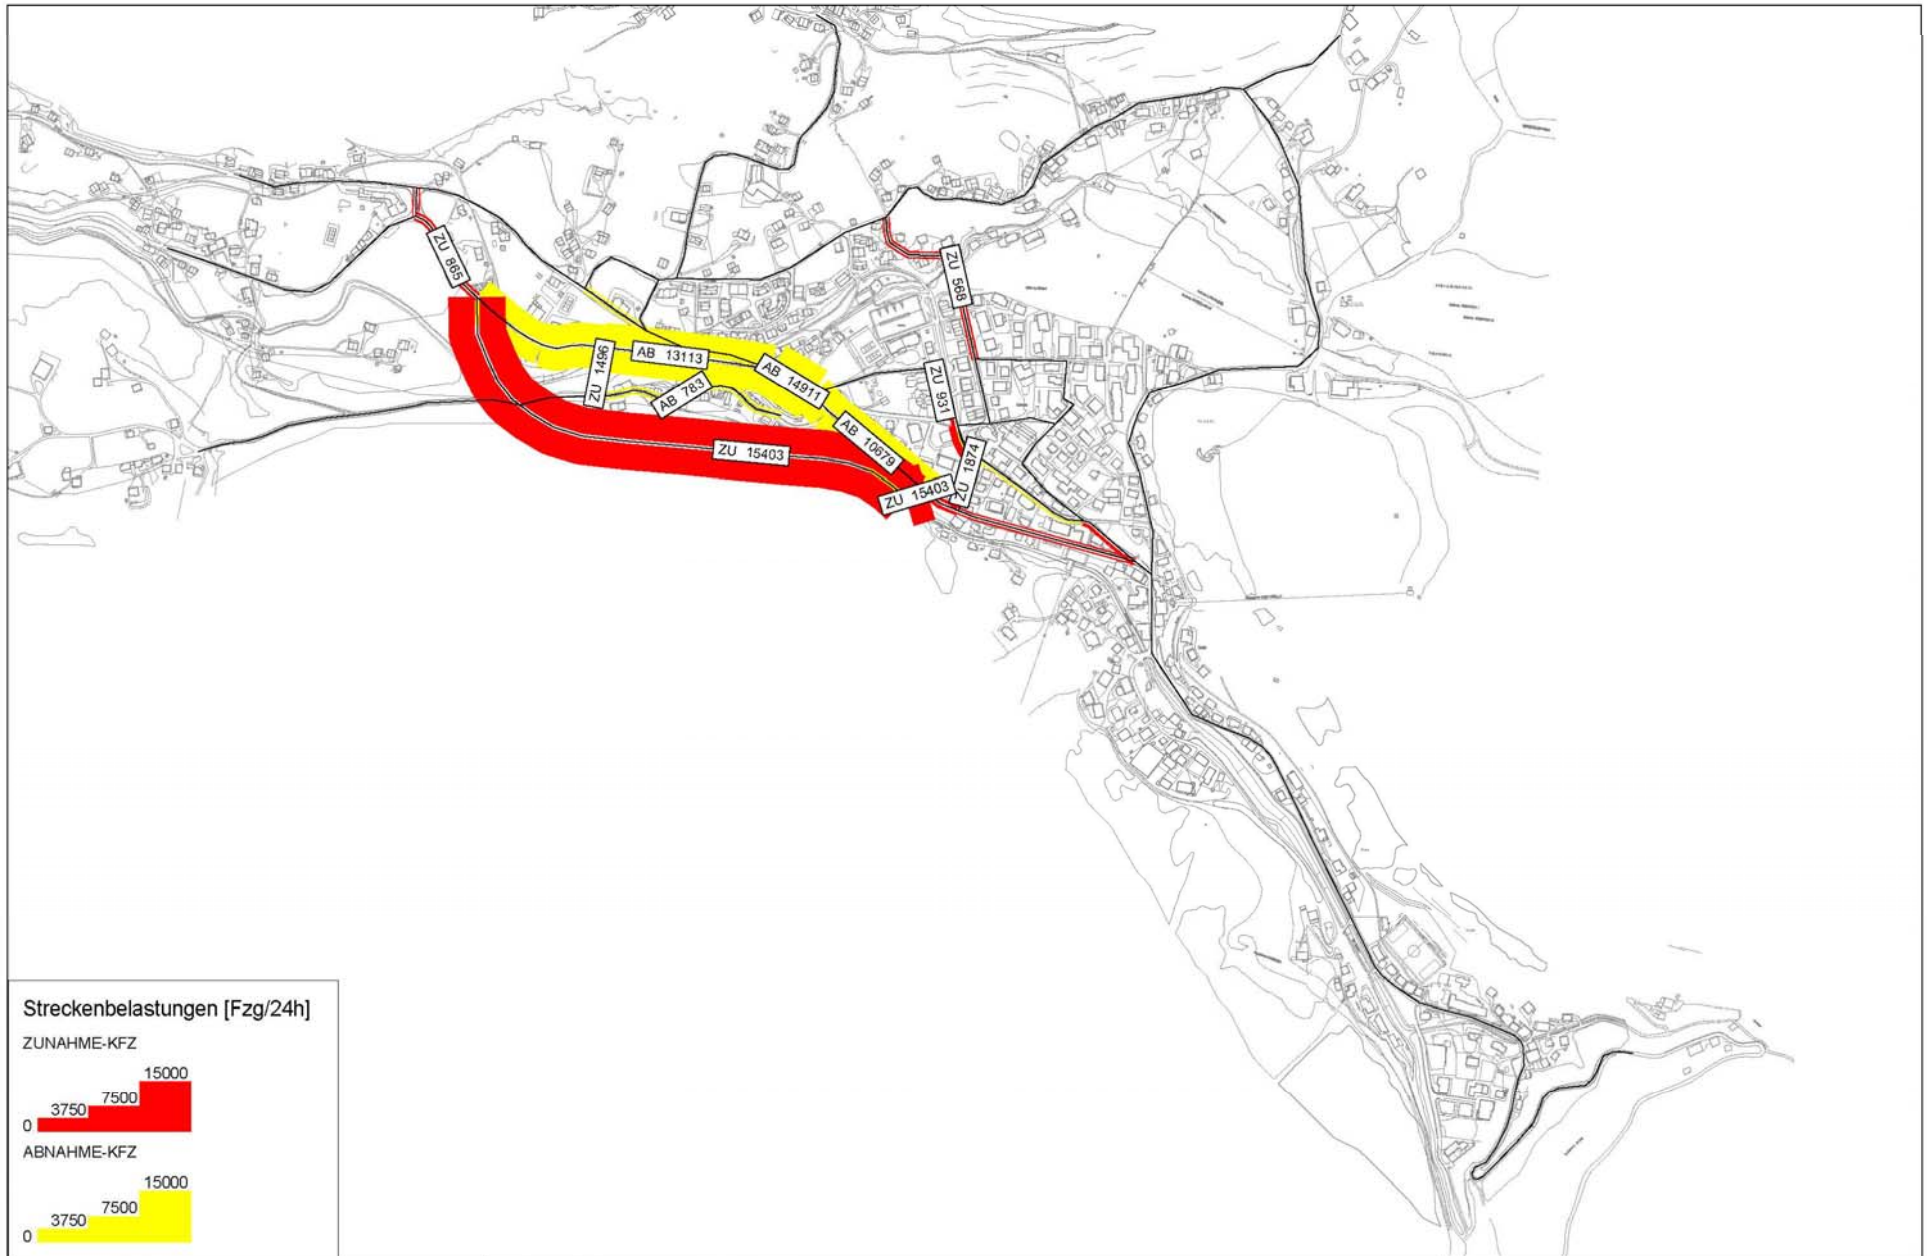 ZU 865
ZU 568
ZU 1496
AB 13113
AB 783
AB 14911
ZU 931
AB 10679
ZU 15403
ZU 15403
ZU 1874
Streckenbelastungen [Fzg/24h]
ZUNAHME-KFZ
0 3750 7500 15000
ABNAHME-KFZ
0 3750 7500 15000